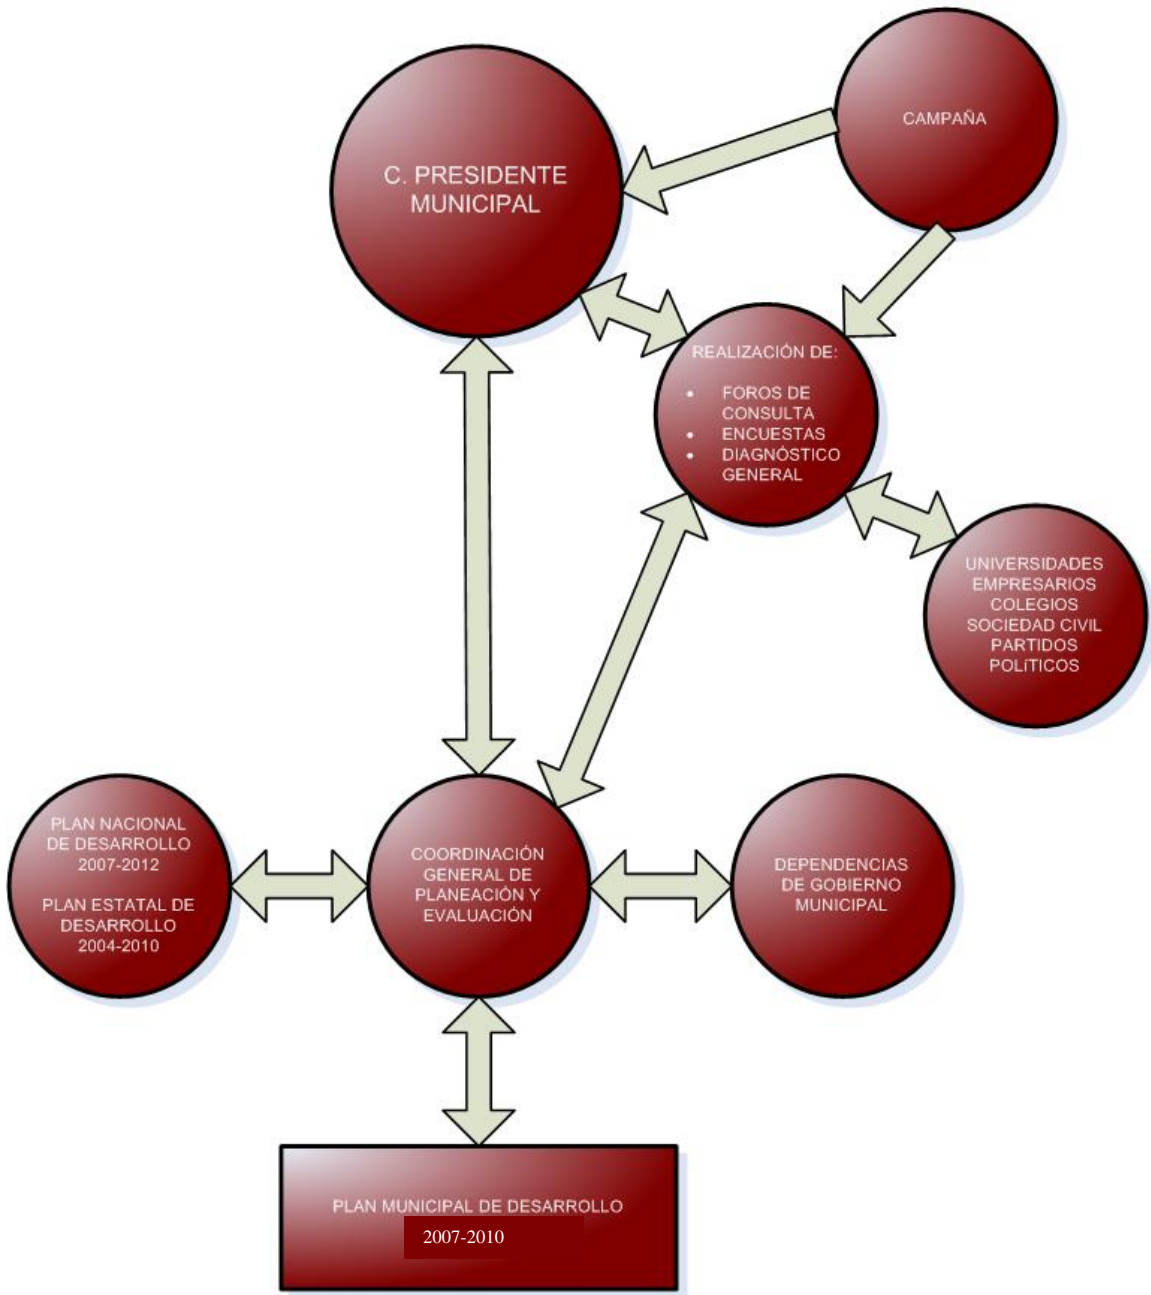 CAMPAÑA
C. PRESIDENTE
MUNICIPAL
REALIZACIÓN DE:
• FOROS DE
CONSULTA
• ENCUESTAS
• DIAGNÓSTICO
GENERAL
UNIVERSIDADES
EMPRESARIOS
COLEGIOS
SOCIEDAD CIVIL
PARTIDOS
POLíTICOS
PLAN NACIONAL
DE DESARROLLO
2007-2012
PLAN ESTATAL DE
DESARROLLO
2004-2010
COORDINACIÓN
GENERAL DE
PLANEACIÓN Y
EVALUACIÓN
DEPENDENCIAS
DE GOBIERNO
MUNICIPAL
PLAN MUNICIPAL DE DESARROLLO
2007-2010